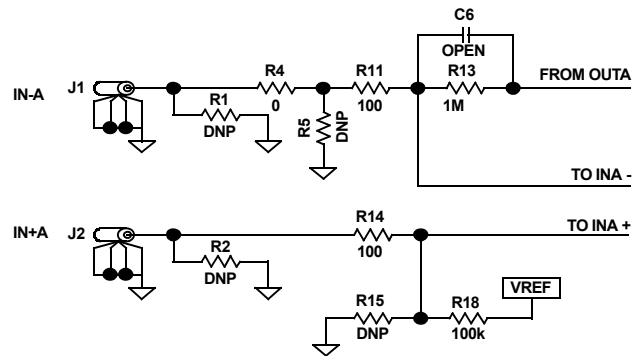 C6
OPEN
R4
0
R11
100
R13
1M
FROM OUTA
IN-A
J1
R1
DNP
R5
DNP
TO INA -
IN+A
J2
R14
100
TO INA +
R2
DNP
R15
DNP
R18
100k
VREF